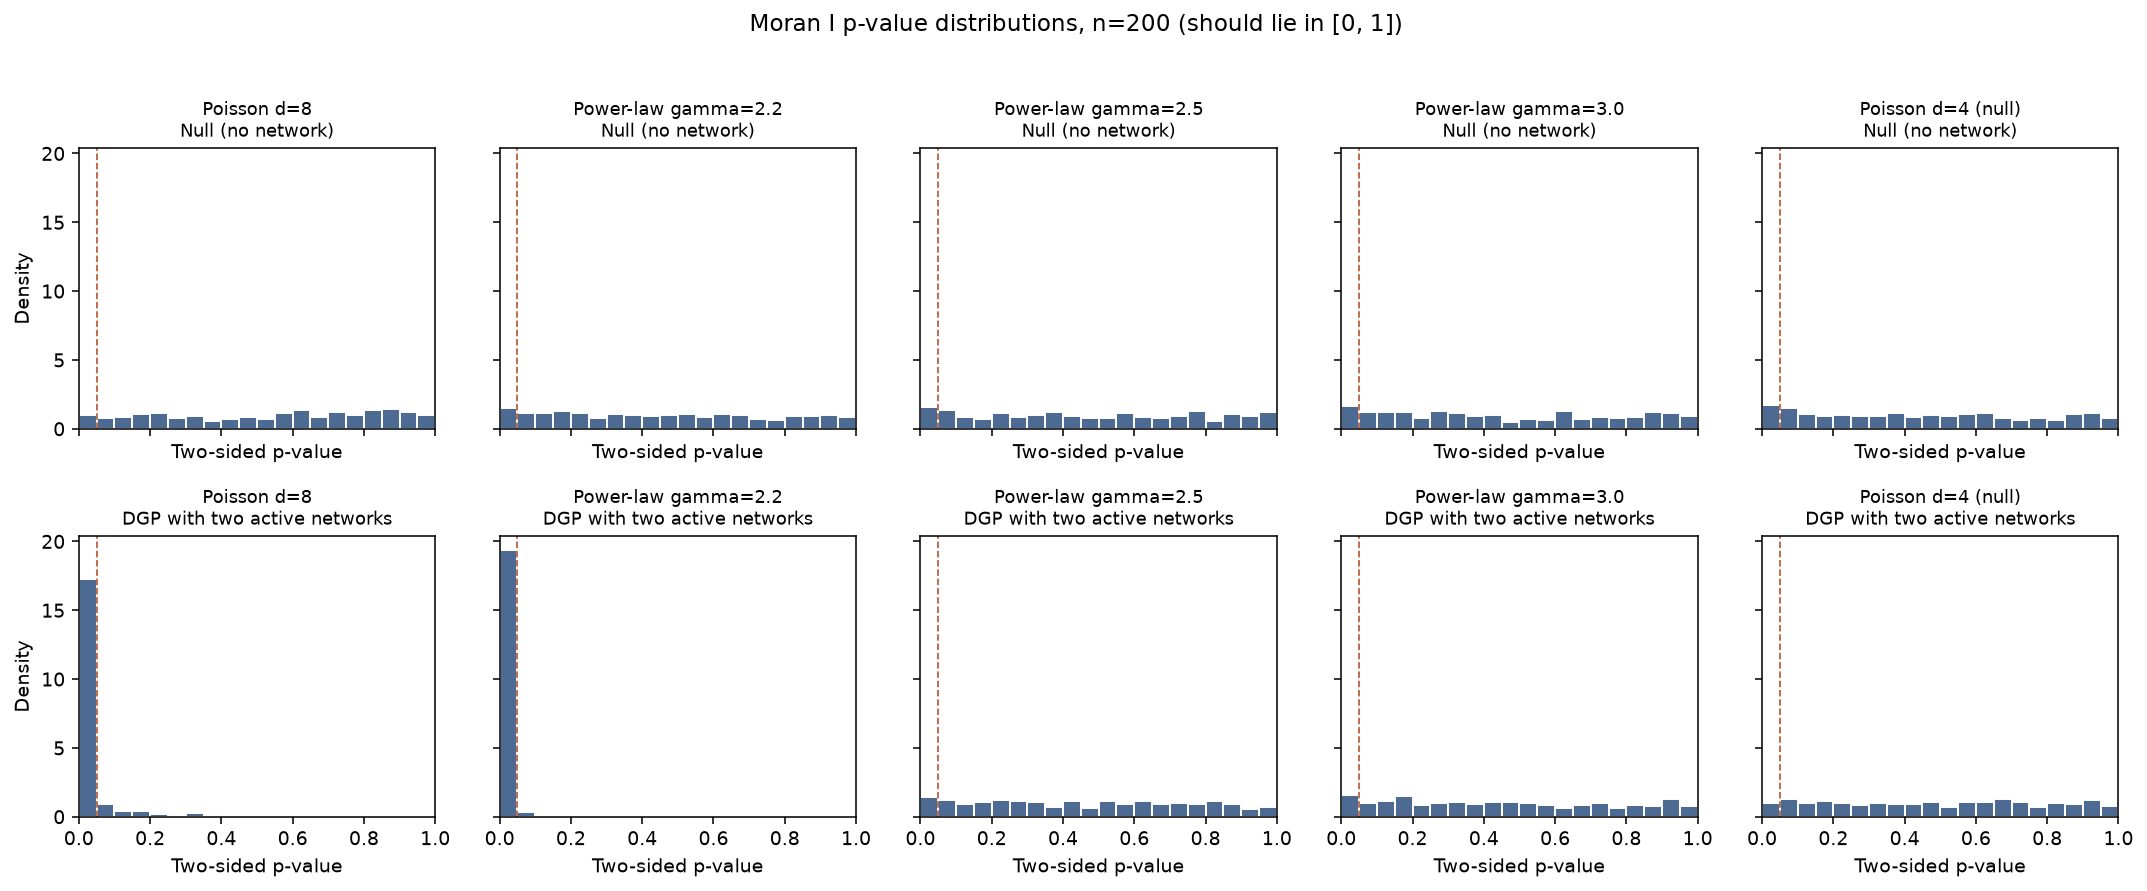 Moran I p-value distributions, n=200 (should lie in [0, 1])
Poisson d=8
Null (no network)
Power-law gamma=2.2
Null (no network)
Power-law gamma=2.5
Null (no network)
Power-law gamma=3.0
Null (no network)
Poisson d=4 (null)
Null (no network)
20
15
10
5
0
Density
Two-sided p-value
Two-sided p-value
Two-sided p-value
Two-sided p-value
Two-sided p-value
Poisson d=8
DGP with two active networks
Power-law gamma=2.2
DGP with two active networks
Power-law gamma=2.5
DGP with two active networks
Power-law gamma=3.0
DGP with two active networks
Poisson d=4 (null)
DGP with two active networks
20
15
10
5
0
Density
0.0 0.2 0.4 0.6 0.8 1.0
Two-sided p-value
0.0 0.2 0.4 0.6 0.8 1.0
Two-sided p-value
0.0 0.2 0.4 0.6 0.8 1.0
Two-sided p-value
0.0 0.2 0.4 0.6 0.8 1.0
Two-sided p-value
0.0 0.2 0.4 0.6 0.8 1.0
Two-sided p-value